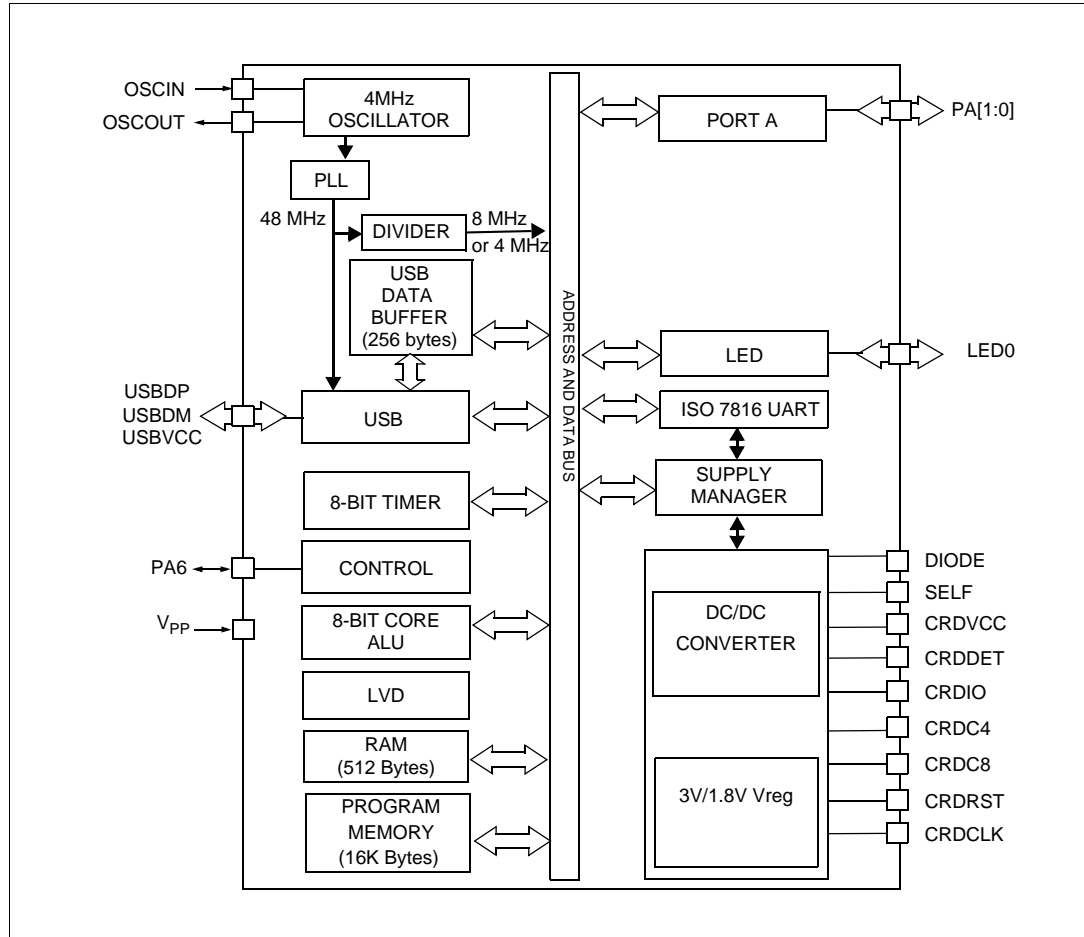 OSCIN
OSCOUT
4MHz
OSCILLATOR
PLL
48 MHz
DIVIDER
8 MHz
or 4 MHz
USB
DATA
BUFFER
(256 bytes)
USBDP
USBDM
USBVCC
USB
8-BIT TIMER
PA6
CONTROL
VPP
8-BIT CORE
ALU
LVD
RAM
(512 Bytes)
PROGRAM
MEMORY
(16K Bytes)
ADDRESS AND DATA BUS
PORT A
PA[1:0]
LED
LED0
ISO 7816 UART
SUPPLY
MANAGER
DC/DC
CONVERTER
3V/1.8V Vreg
DIODE
SELF
CRDVCC
CRDDET
CRDIO
CRDC4
CRDC8
CRDRST
CRDCLK